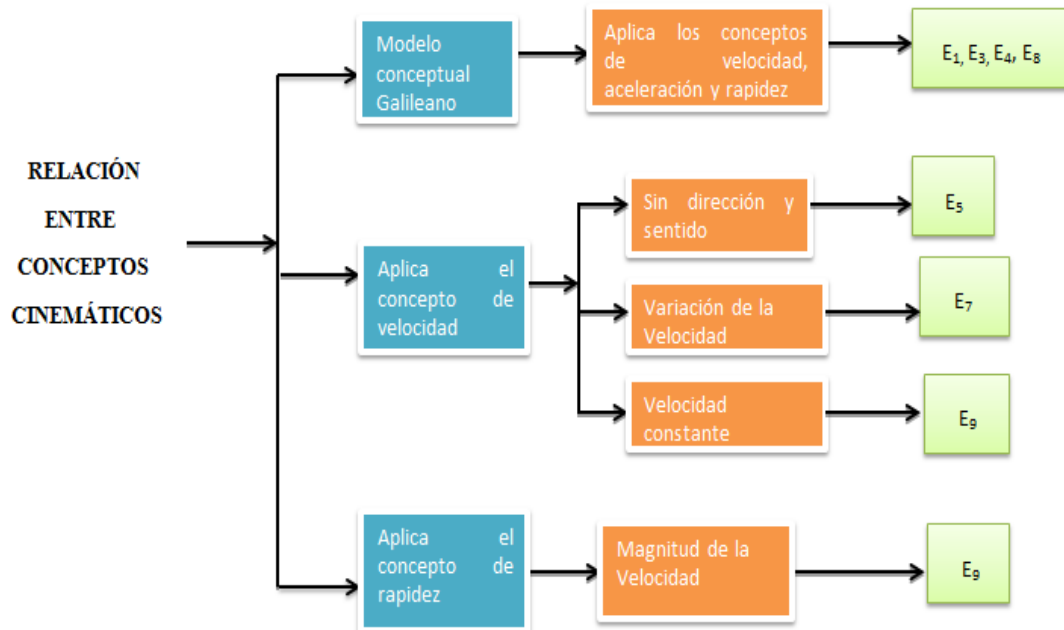 RELACIÓN
ENTRE
CONCEPTOS
CINEMÁTICOS
Modelo
conceptual
Galileano
Aplica los conceptos
de velocidad,
aceleración y rapidez
E₁, E₃, E₄, E₈
Aplica el
concepto de
velocidad
Sin dirección y
sentido
E₅
Variación de la
Velocidad
E₇
Velocidad
constante
E₉
Aplica el
concepto de
rapidez
Magnitud de la
Velocidad
E₉